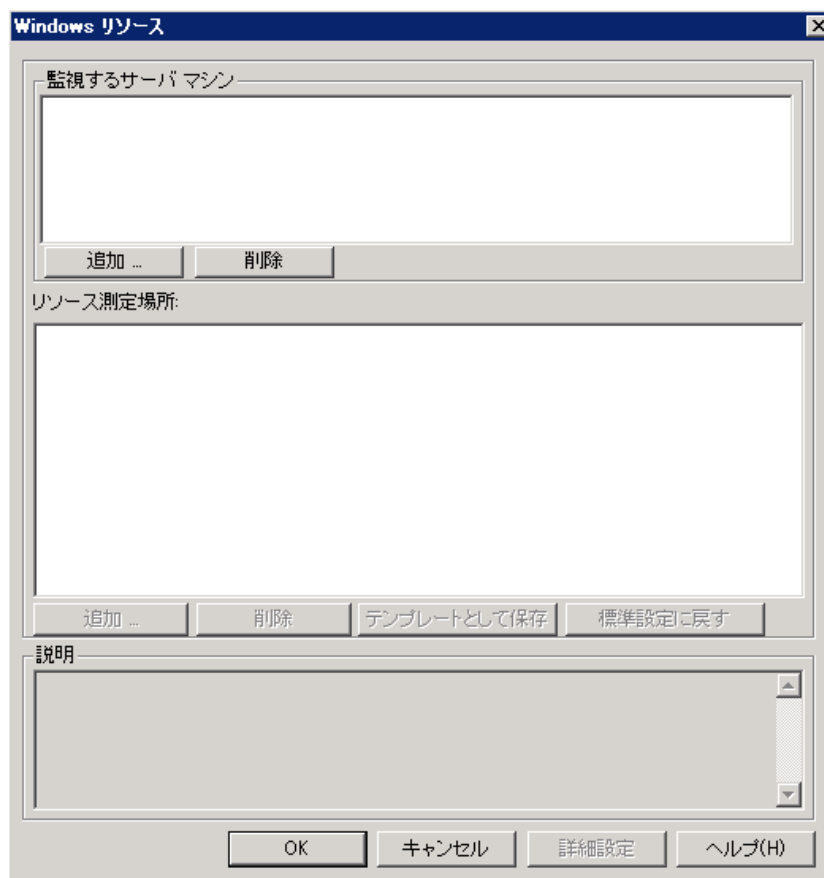 Windows リソース
監視するサーバ マシン
追加 ...
削除
リソース測定場所:
追加 ...
削除
テンプレートとして保存
標準設定に戻す
説明
OK
キャンセル
詳細設定
ヘルプ(H)